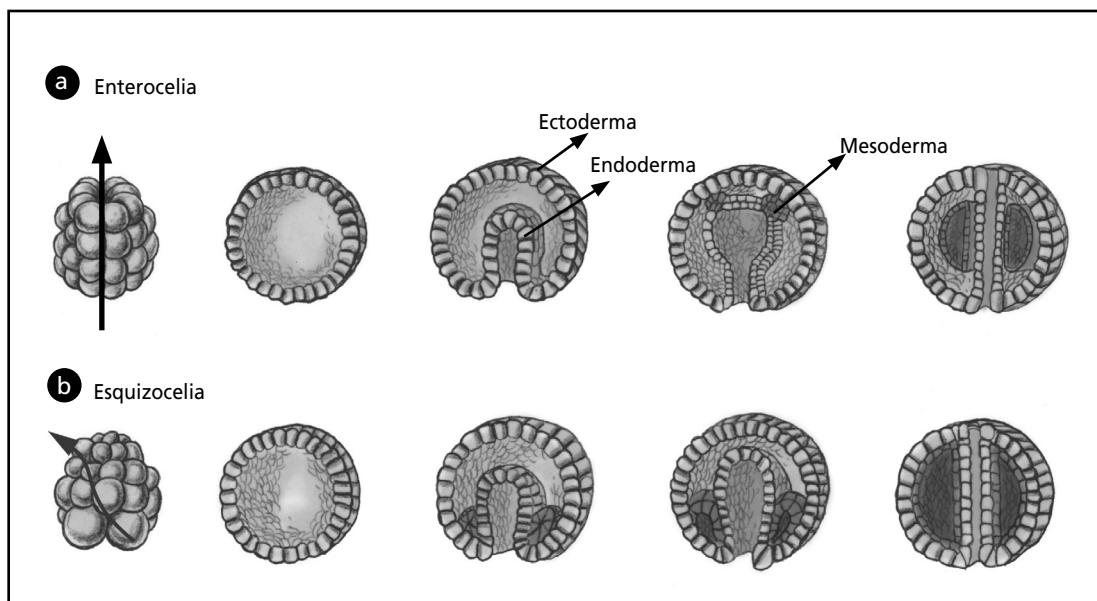 a Enterocelia
Ectoderma
Endoderma
Mesoderma
b Esquizocelia